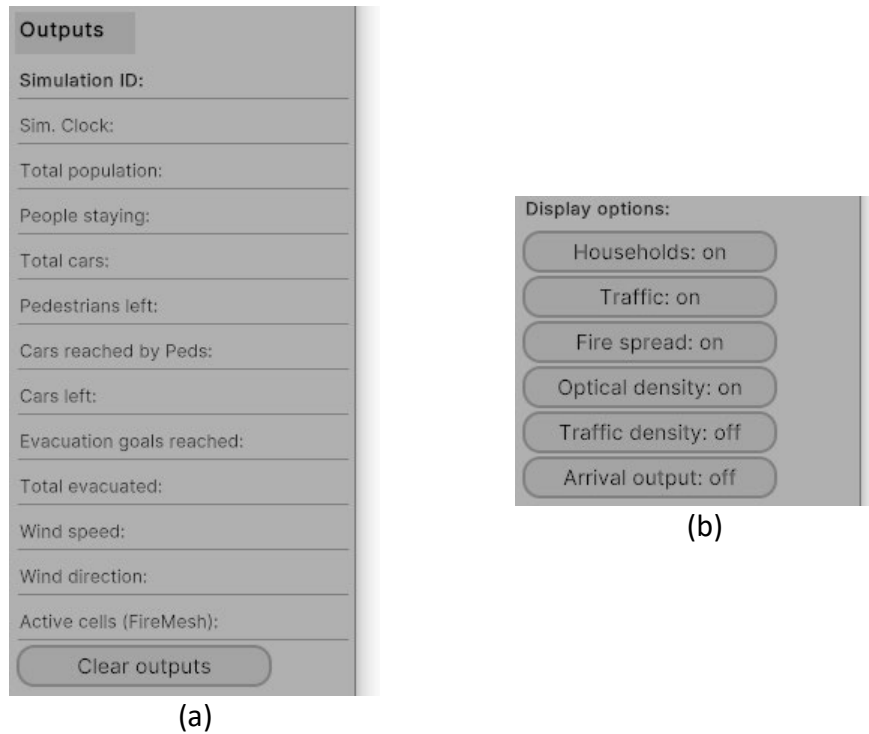 Outputs
Simulation ID:
Sim. Clock:
Total population:
People staying:
Total cars:
Pedestrians left:
Cars reached by Peds:
Cars left:
Evacuation goals reached:
Total evacuated:
Wind speed:
Wind direction:
Active cells (FireMesh):
Clear outputs
(a)
Display options:
Households: on
Traffic: on
Fire spread: on
Optical density: on
Traffic density: off
Arrival output: off
(b)